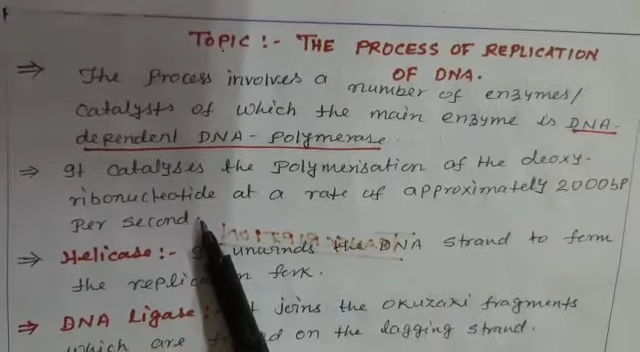 TOPIC :- THE PROCESS OF REPLICATION
OF DNA.
⇒ The process involves a number of enzymes/
catalysts of which the main enzyme is DNA-
dependent DNA-Polymerase.
⇒ It catalyses the polymerisation of the deoxy-
ribonucleotide at a rate of approximately 2000bp
Per second.
⇒ Helicase:- unwinds the DNA strand to form
the fork.
⇒ DNA Ligase:- joins the okuzaki fragments
which are on the lagging strand.